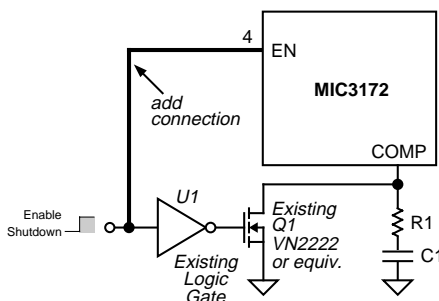 4
EN
MIC3172
add
connection
COMP
U1
Enable
Shutdown
Existing
Q1
VN2222
or equiv.
R1
C1
Existing
Logic
Gate